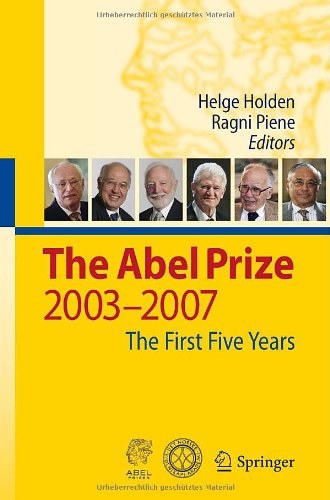 Urheberrechtlich geschütztes Material
Helge Holden
Ragni Piene
Editors
The Abel Prize
2003–2007
The First Five Years
ABEL
PRISEN
Springer
Urheberrechtlich geschütztes Material